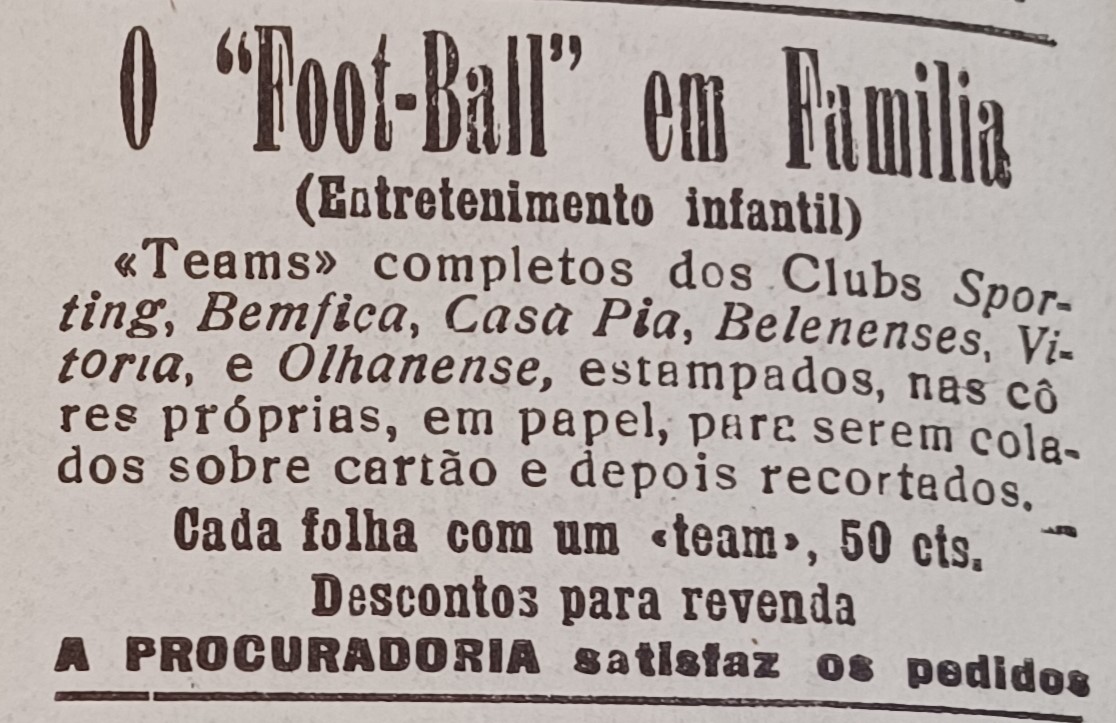 O “Foot-Ball” em Familia
(Entretenimento infantil)
«Teams» completos dos Clubs Spor-
ting, Bemfica, Casa Pia, Belenenses, Vi-
toria, e Olhanense, estampados, nas cô
res próprias, em papel, para serem cola-
dos sobre cartão e depois recortados.
Cada folha com um «team», 50 cts.
Descontos para revenda
A PROCURADORIA satisfaz os pedidos